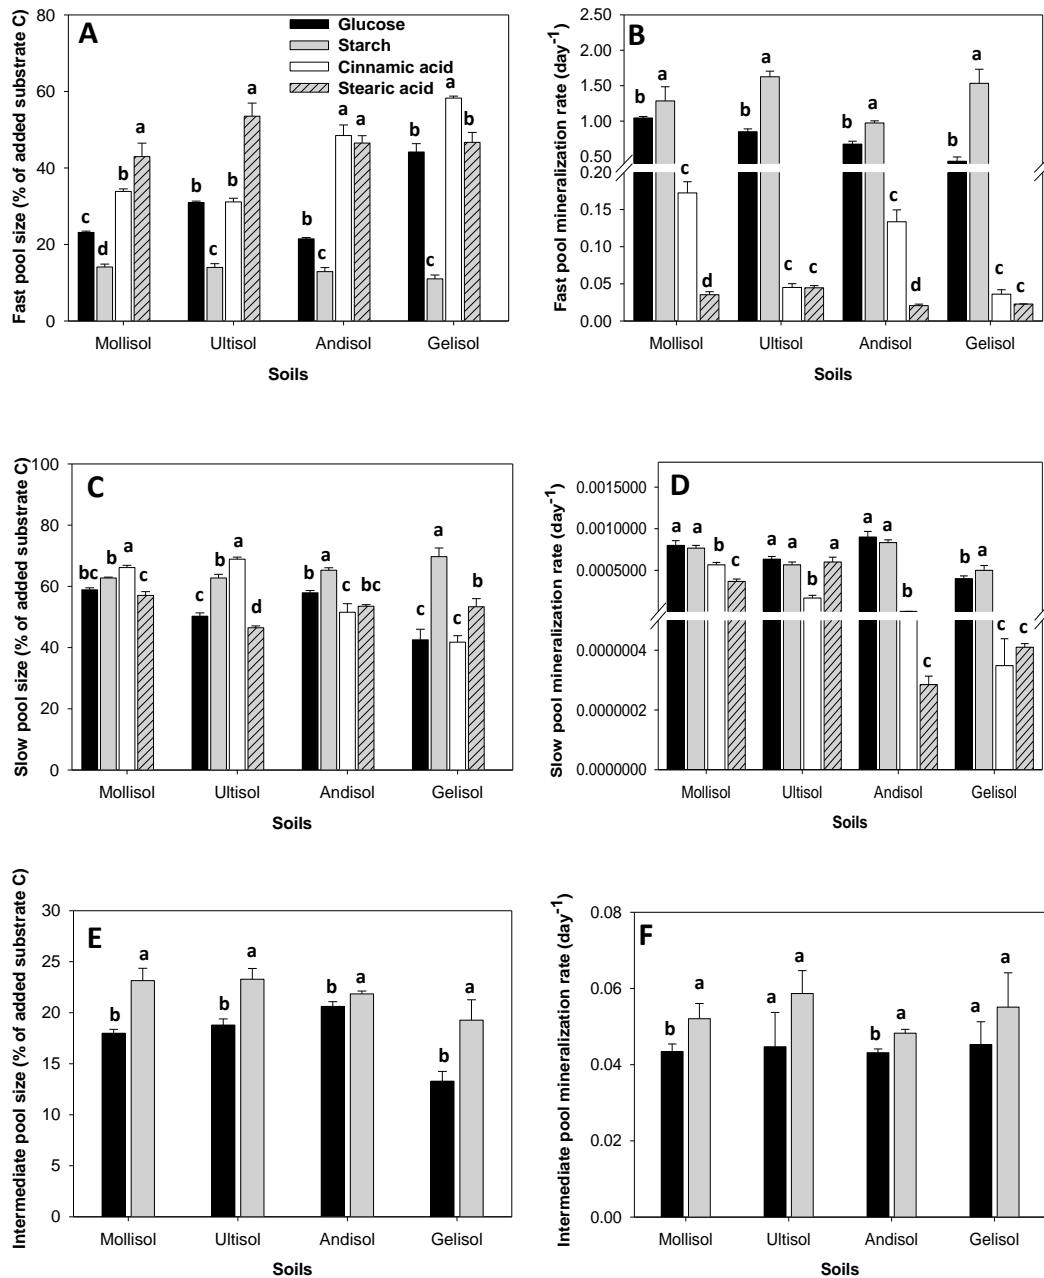 A
Glucose
Starch
Cinnamic acid
Stearic acid
Fast pool size (% of added substrate C)
80
60
40
20
0
c d b a
b c b a
b c a a
b c a b
Mollisol Ultisol Andisol Gelisol
Soils
B
Fast pool mineralization rate (day-1)
2.50
2.00
1.50
1.00
0.50
0.20
0.15
0.10
0.05
0.00
b a c d
b a c c
b a c d
b a c c
Mollisol Ultisol Andisol Gelisol
Soils
C
Slow pool size (% of added substrate C)
100
80
60
40
20
0
bc b a c
c b a d
b a c bc
c a c b
Mollisol Ultisol Andisol Gelisol
Soils
D
Slow pool mineralization rate (day-1)
0.0015000
0.0010000
0.0005000
0.0000004
0.0000002
0.0000000
a a b c
a a b a
a a b c
b a c c
Mollisol Ultisol Andisol Gelisol
Soils
E
Intermediate pool size (% of added substrate C)
30
25
20
15
10
5
0
b a
b a
b a
b a
Mollisol Ultisol Andisol Gelisol
Soils
F
Intermediate pool mineralization rate (day-1)
0.08
0.06
0.04
0.02
0.00
b a
a a
b a
a a
Mollisol Ultisol Andisol Gelisol
Soils